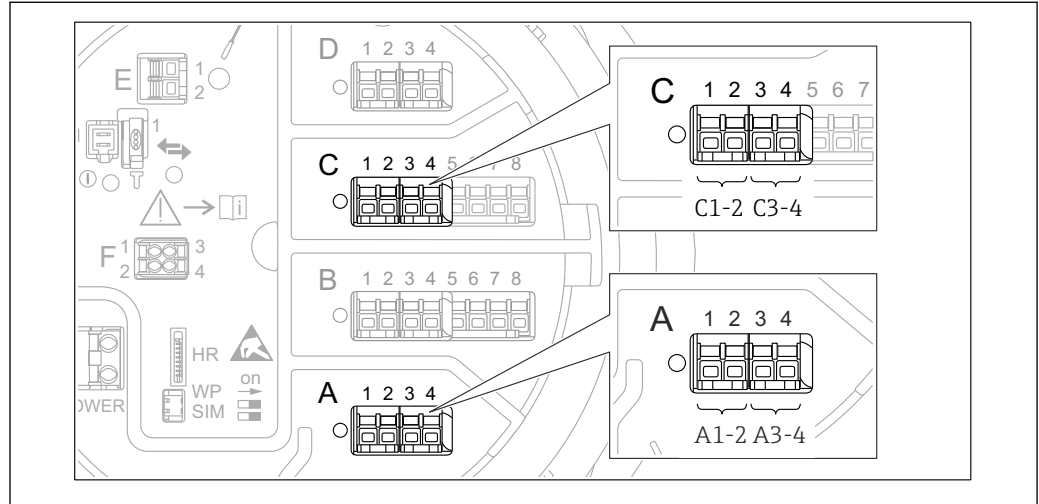 D 1 2 3 4
E 1
2
1
C 1 2 3 4 5 6 7 8
i
F 1 3
2 4
B 1 2 3 4 5 6 7 8
HR
WP on
SIM
OWER
A 1 2 3 4
C 1 2 3 4 5 6 7
C1-2 C3-4
A 1 2 3 4
A1-2 A3-4